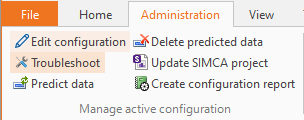 File Home Administration View
Edit configuration Delete predicted data
Troubleshoot Update SIMCA project
Predict data Create configuration report
Manage active configuration